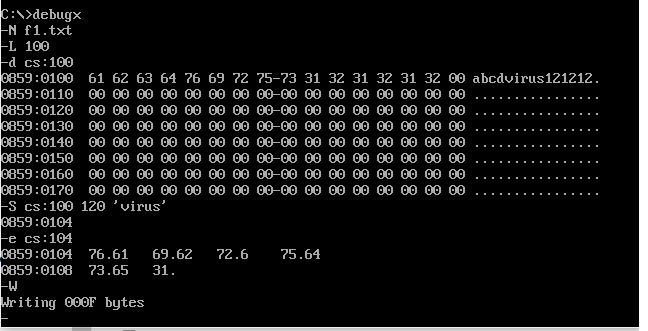 C:\>debugx
-N f1.txt
-L 100
-d cs:100
0859:0100 61 62 63 64 76 69 72 75-73 31 32 31 32 31 32 00 abcdvirus121212.
0859:0110 00 00 00 00 00 00 00 00-00 00 00 00 00 00 00 00 ................
0859:0120 00 00 00 00 00 00 00 00-00 00 00 00 00 00 00 00 ................
0859:0130 00 00 00 00 00 00 00 00-00 00 00 00 00 00 00 00 ................
0859:0140 00 00 00 00 00 00 00 00-00 00 00 00 00 00 00 00 ................
0859:0150 00 00 00 00 00 00 00 00-00 00 00 00 00 00 00 00 ................
0859:0160 00 00 00 00 00 00 00 00-00 00 00 00 00 00 00 00 ................
0859:0170 00 00 00 00 00 00 00 00-00 00 00 00 00 00 00 00 ................
-S cs:100 120 'virus'
0859:0104
-e cs:104
0859:0104 76.61 69.62 72.6 75.64
0859:0108 73.65 31.
-W
Writing 000F bytes
-